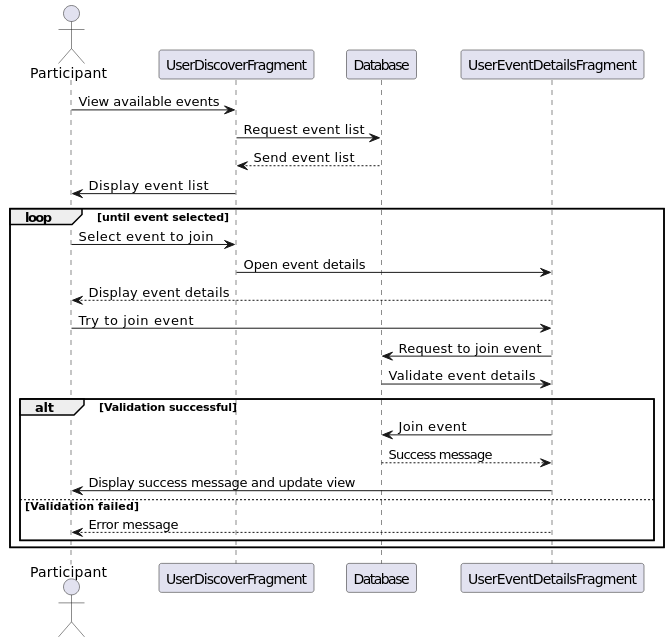 Participant
UserDiscoverFragment
Database
UserEventDetailsFragment
View available events
Request event list
Send event list
Display event list
loop [until event selected]
Select event to join
Open event details
Display event details
Try to join event
Request to join event
Validate event details
alt [Validation successful]
Join event
Success message
Display success message and update view
[Validation failed]
Error message
Participant
UserDiscoverFragment
Database
UserEventDetailsFragment